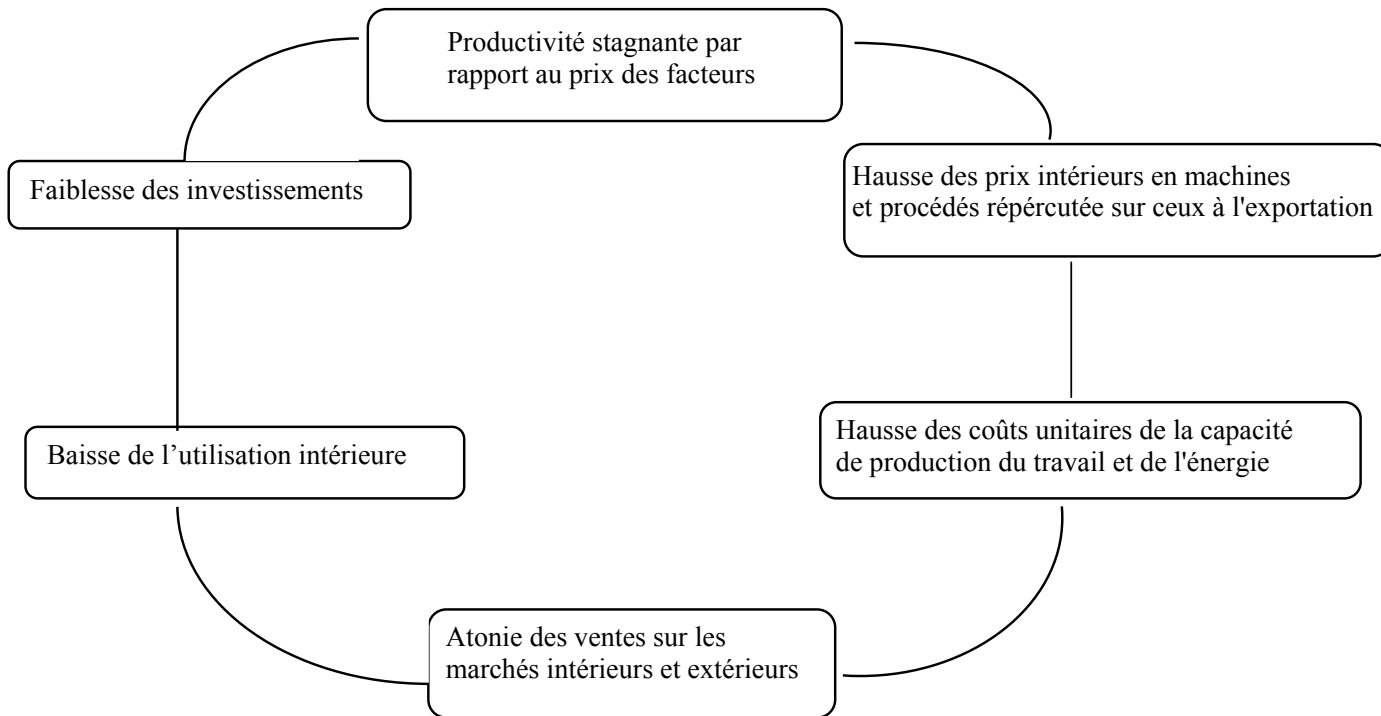 Productivité stagnante par
rapport au prix des facteurs
Faiblesse des investissements
Hausse des prix intérieurs en machines
et procédés répércutée sur ceux à l'exportation
Baisse de l’utilisation intérieure
Hausse des coûts unitaires de la capacité
de production du travail et de l'énergie
Atonie des ventes sur les
marchés intérieurs et extérieurs